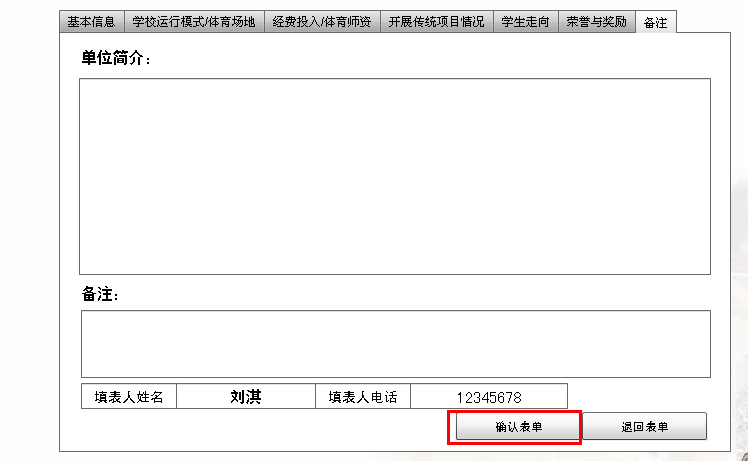 基本信息 学校运行模式/体育场地 经费投入/体育师资 开展传统项目情况 学生走向 荣誉与奖励 备注
单位简介：
备注：
填表人姓名 刘淇 填表人电话 12345678
确认表单 退回表单